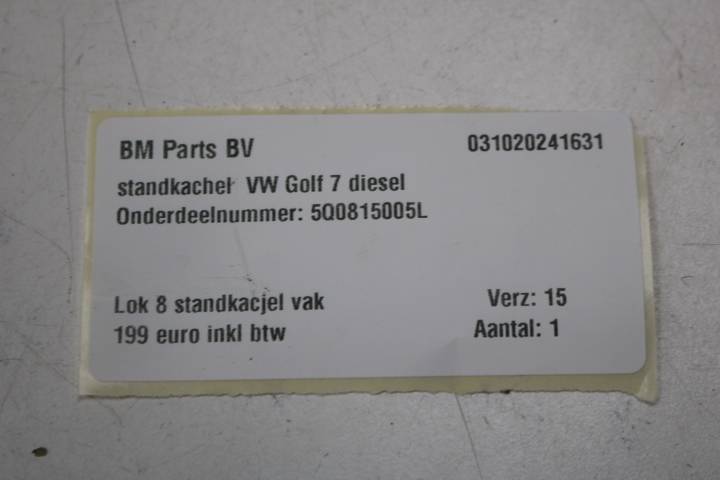 BM Parts BV 031020241631
standkachel VW Golf 7 diesel
Onderdeelnummer: 5Q0815005L
Lok 8 standkacjel vak Verz: 15
199 euro inkl btw Aantal: 1